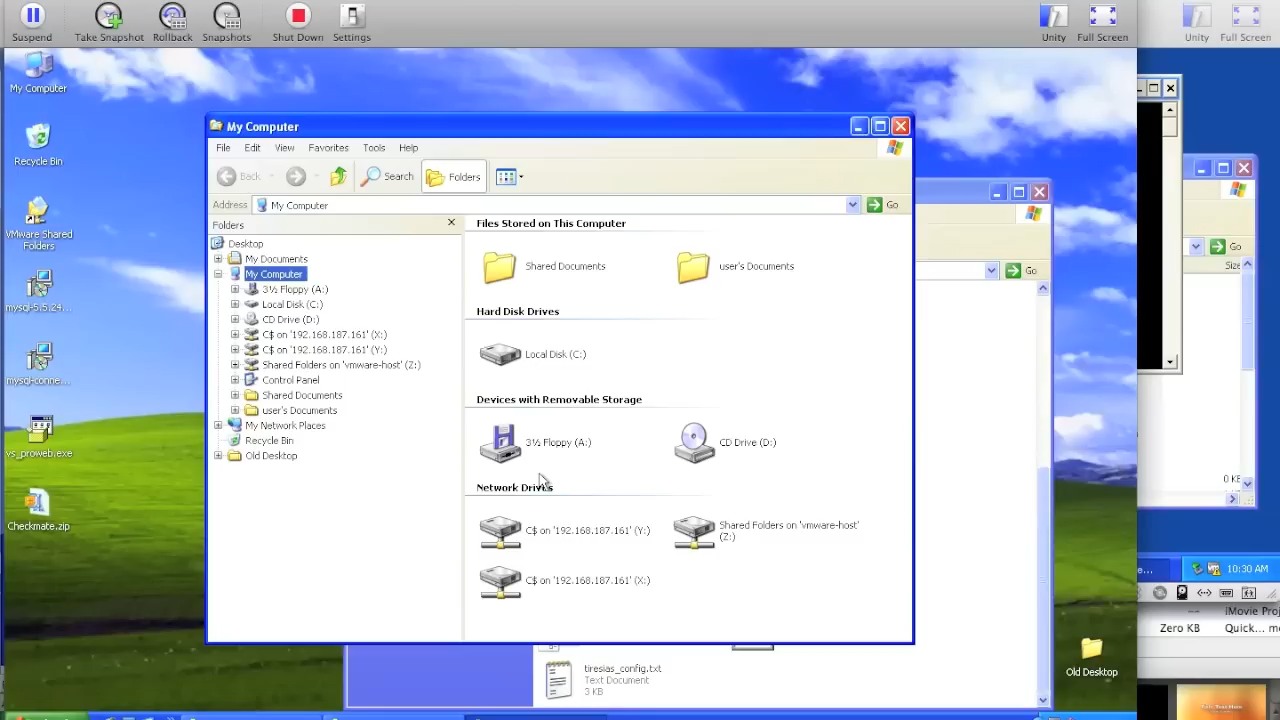 Suspend
Take Snapshot
Rollback
Snapshots
Shut Down
Settings
Unity
Full Screen
Unity
Full Screen
My Computer
Recycle Bin
VMware Shared
Folders
mysql-5.5.24...
mysql-conne...
vs_proweb.exe
Checkmate.zip
My Computer
File
Edit
View
Favorites
Tools
Help
Back
Search
Folders
Address
My Computer
Go
Folders
Desktop
My Documents
My Computer
3½ Floppy (A:)
Local Disk (C:)
CD Drive (D:)
C$ on '192.168.187.161' (X:)
C$ on '192.168.187.161' (Y:)
Shared Folders on 'vmware-host' (Z:)
Control Panel
Shared Documents
user's Documents
My Network Places
Recycle Bin
Old Desktop
Files Stored on This Computer
Shared Documents
user's Documents
Hard Disk Drives
Local Disk (C:)
Devices with Removable Storage
3½ Floppy (A:)
CD Drive (D:)
Network Drives
C$ on '192.168.187.161' (Y:)
Shared Folders on 'vmware-host'
(Z:)
C$ on '192.168.187.161' (X:)
Go
Go
Size
0 KB
tiresias_config.txt
Text Document
3 KB
Old Desktop
e...
10:30 AM
--
iMovie Proj
Zero KB
Quick... m